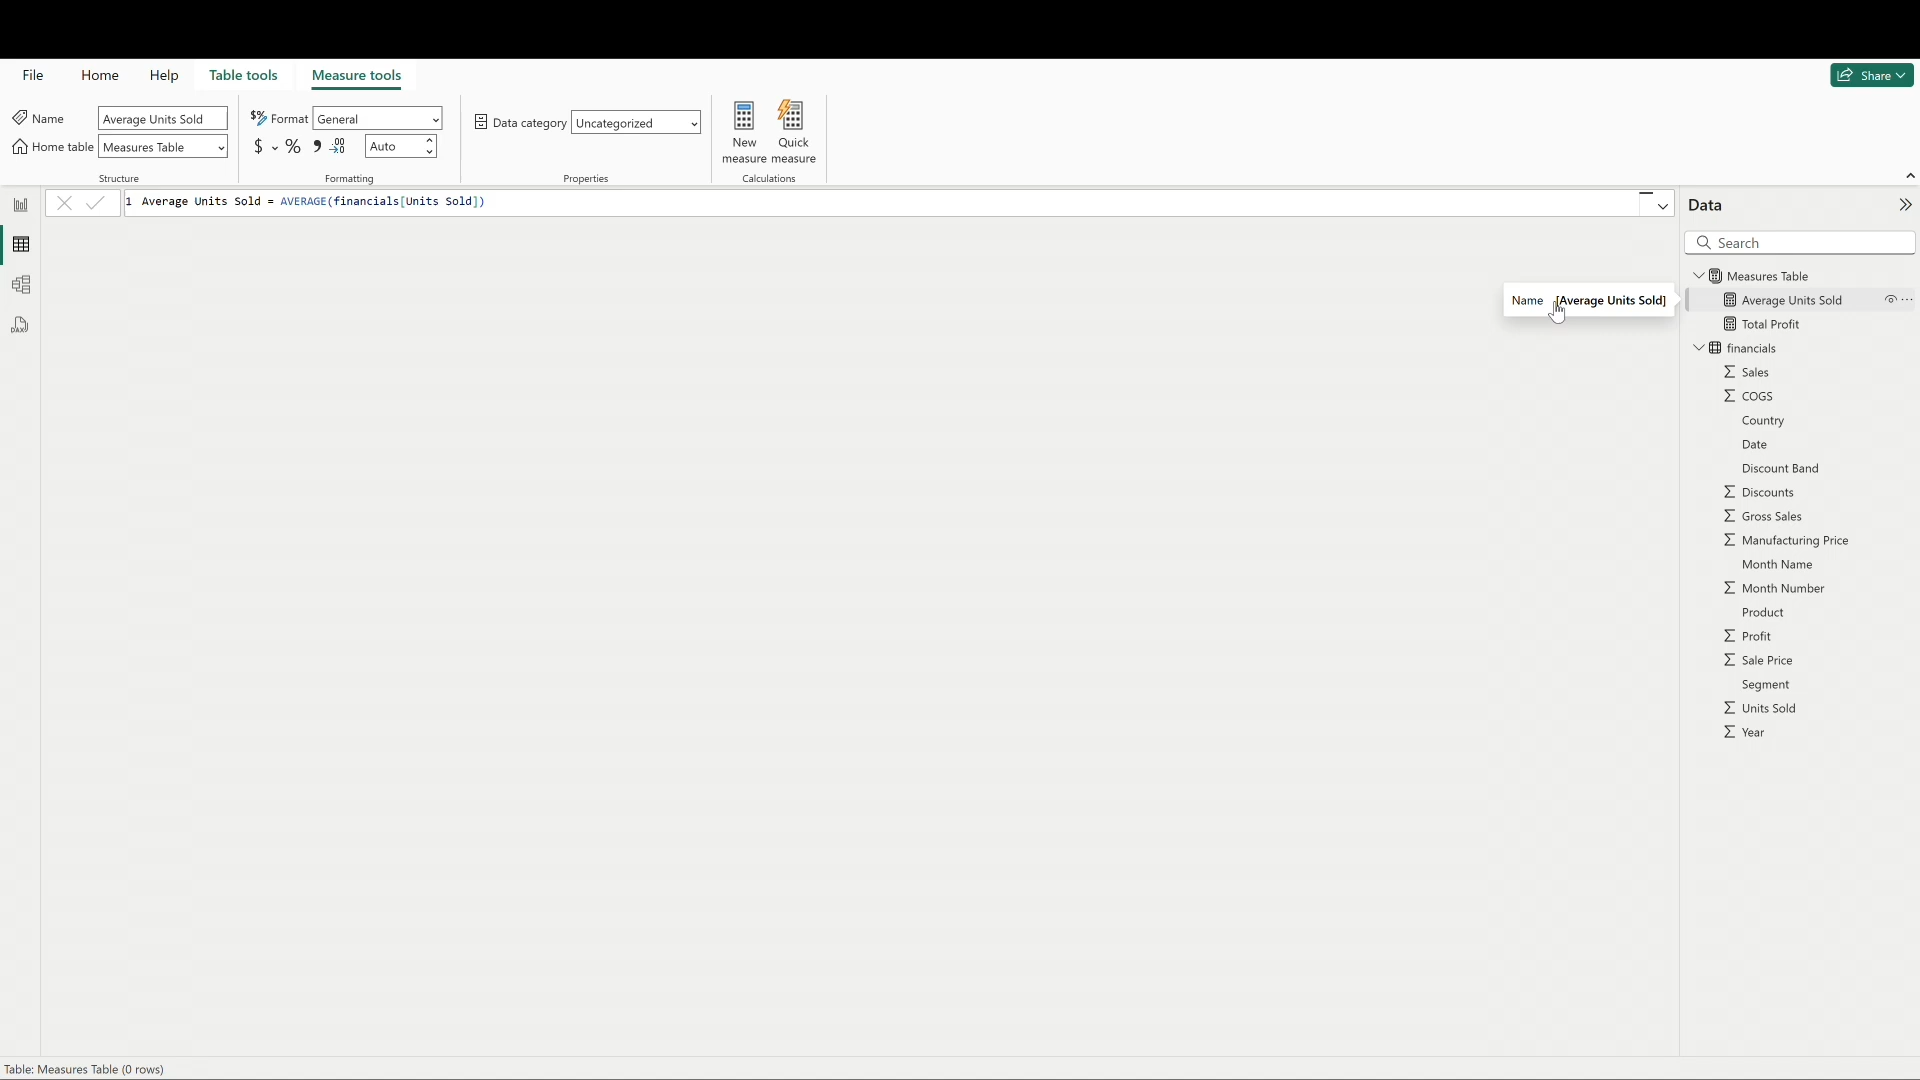 File Home Help Table tools Measure tools Share
Name Average Units Sold
Home table Measures Table
Structure
Format General
$ % , .00 →0 Auto
Formatting
Data category Uncategorized
Properties
New measure
Quick measure
Calculations
1 Average Units Sold = AVERAGE(financials[Units Sold])
DAX
Name [Average Units Sold]
Data
Search
Measures Table
Average Units Sold
Total Profit
financials
Sales
COGS
Country
Date
Discount Band
Discounts
Gross Sales
Manufacturing Price
Month Name
Month Number
Product
Profit
Sale Price
Segment
Units Sold
Year
Table: Measures Table (0 rows)